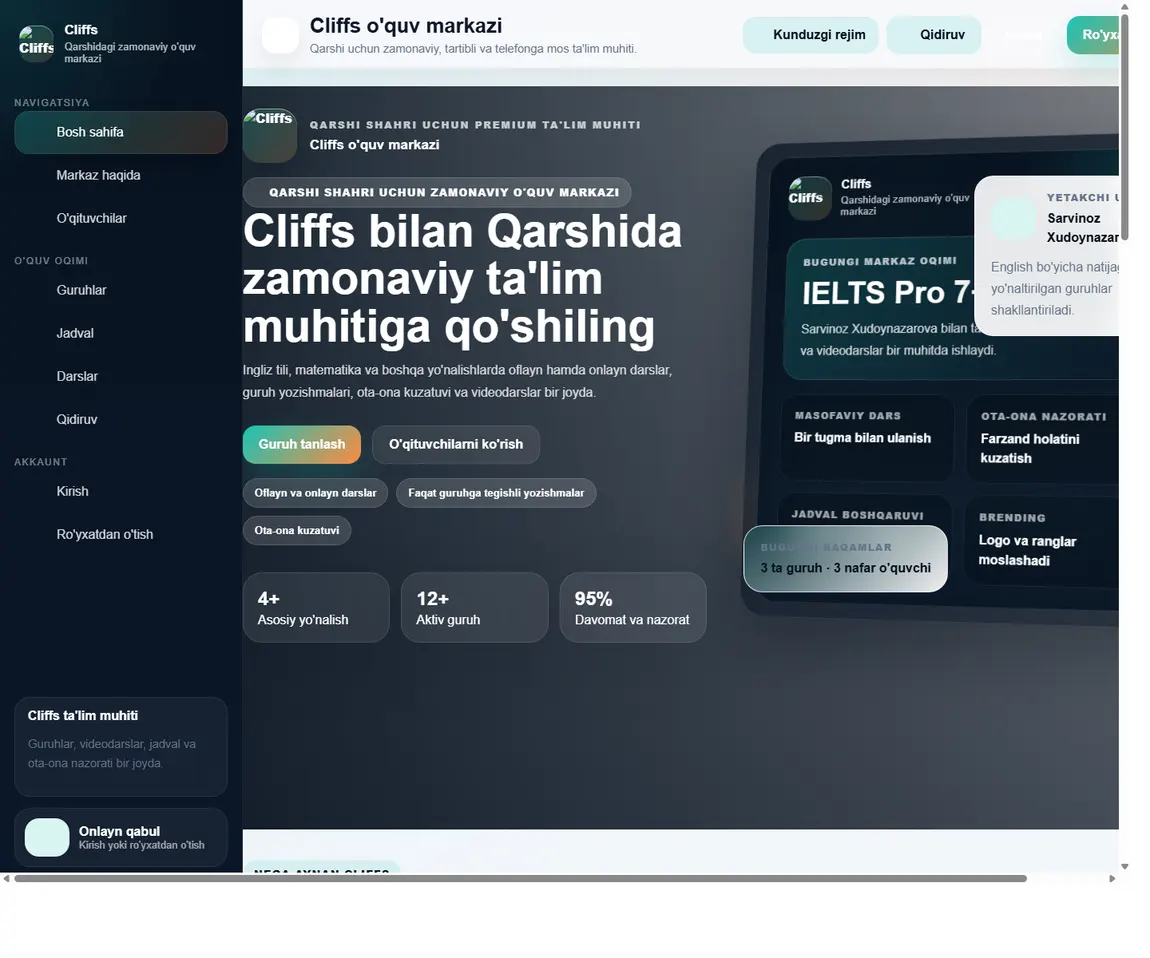 Cliffs
Cliffs
Qarshidagi zamonaviy o'quv
markazi
NAVIGATSIYA
Bosh sahifa
Markaz haqida
O'qituvchilar
O'QUV OQIMI
Guruhlar
Jadval
Darslar
Qidiruv
AKKAUNT
Kirish
Ro'yxatdan o'tish
Cliffs ta'lim muhiti
Guruhlar, videodarslar, jadval va
ota-ona nazorati bir joyda.
Onlayn qabul
Kirish yoki ro'yxatdan o'tish
Cliffs o'quv markazi
Qarshi uchun zamonaviy, tartibli va telefonga mos ta'lim muhiti.
Kunduzgi rejim
Qidiruv
Cliffs
QARSHI SHAHRI UCHUN PREMIUM TA'LIM MUHITI
Cliffs o'quv markazi
QARSHI SHAHRI UCHUN ZAMONAVIY O'QUV MARKAZI
Cliffs bilan Qarshida
zamonaviy ta'lim
muhitiga qo'shiling
Ingliz tili, matematika va boshqa yo'nalishlarda oflayn hamda onlayn darslar,
guruh yozishmalari, ota-ona kuzatuvi va videodarslar bir joyda.
Guruh tanlash
O'qituvchilarni ko'rish
Oflayn va onlayn darslar
Faqat guruhga tegishli yozishmalar
Ota-ona kuzatuvi
4+
Asosiy yo'nalish
12+
Aktiv guruh
95%
Davomat va nazorat
Cliffs
Cliffs
Qarshidagi zamonaviy o'quv
markazi
BUGUNGI MARKAZ OQIMI
IELTS Pro 7
Sarvinoz Xudoynazarova bilan
va videodarslar bir muhitda ishlaydi.
YETAKCHI
Sarvinoz
Xudoynazar
English bo'yicha
yo'naltirilgan guruhlar
shakllantiriladi.
MASOFAVIY DARS
Bir tugma bilan ulanish
OTA-ONA NAZORATI
Farzand holatini
kuzatish
JADVAL BOSHQARUVI
BRENDING
Logo va ranglar
moslashadi
BUGUNGI RAQAMLAR
3 ta guruh · 3 nafar o'quvchi
NEGA AYNAN CLIFFS